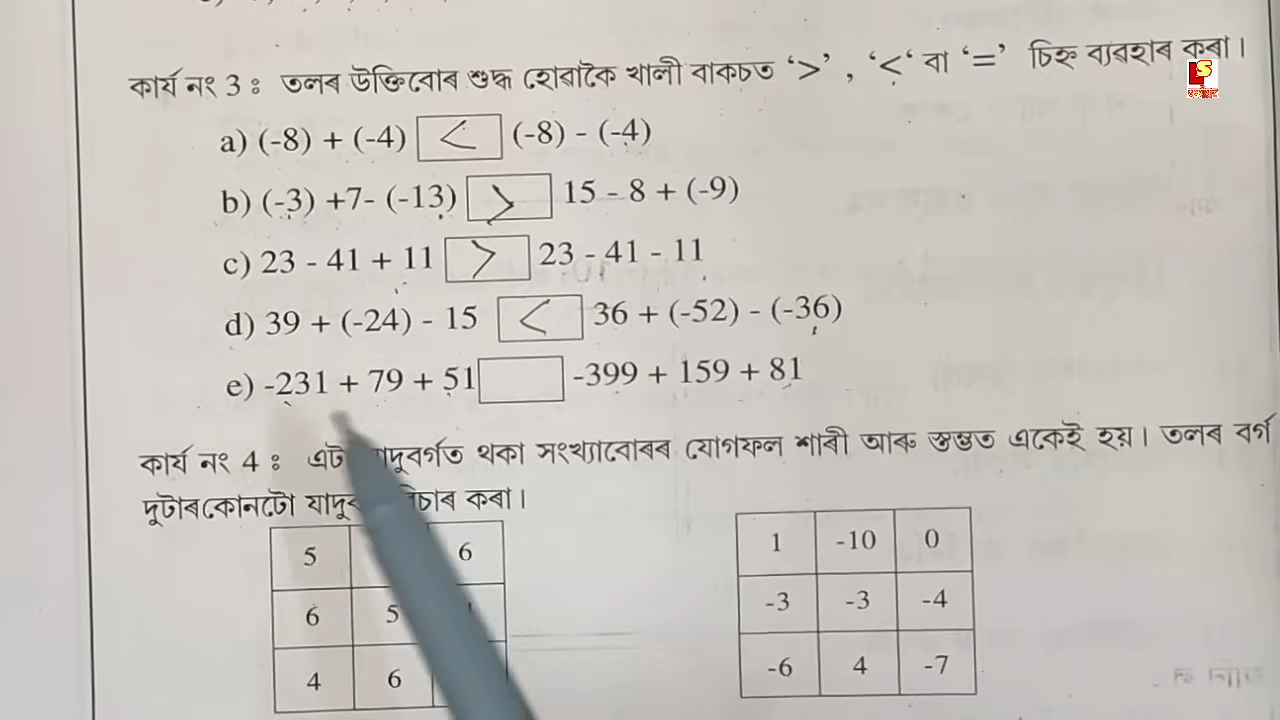 কাৰ্য নং 3 : তলৰ উক্তিবোৰ শুদ্ধ হোৱাকৈ খালী বাকচত ‘>’ , ‘<‘ বা ‘=’ চিহ্ন ব্যৱহাৰ কৰা।
a) (-8) + (-4) < (-8) - (-4)
b) (-3) +7- (-13) > 15 - 8 + (-9)
c) 23 - 41 + 11 > 23 - 41 - 11
d) 39 + (-24) - 15 < 36 + (-52) - (-36)
e) -231 + 79 + 51 -399 + 159 + 81
কাৰ্য নং 4 : থকা সংখ্যাবোৰৰ যোগফল শাৰী আৰু স্তম্ভত একেই হয়। তলৰ বৰ্গ
দুটাৰকোনটো কৰা।
5 6 1 -10 0
6 5 -3 -3 -4
4 6 -6 4 -7